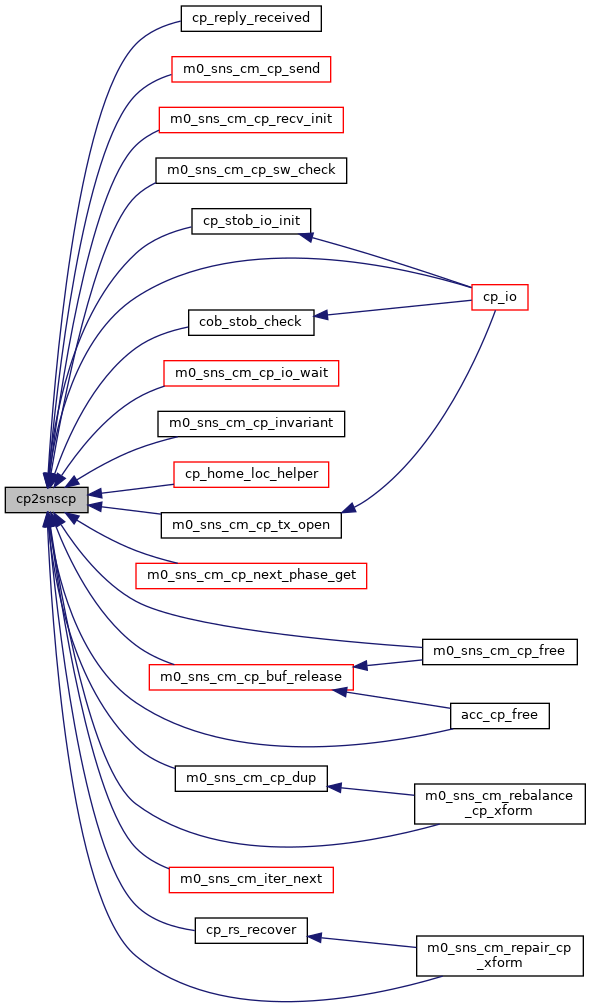 cp_reply_received
m0_sns_cm_cp_send
m0_sns_cm_cp_recv_init
m0_sns_cm_cp_sw_check
cp_stob_io_init
cp_io
cob_stob_check
m0_sns_cm_cp_io_wait
m0_sns_cm_cp_invariant
cp_home_loc_helper
cp2snscp
m0_sns_cm_cp_tx_open
m0_sns_cm_cp_next_phase_get
m0_sns_cm_cp_free
m0_sns_cm_cp_buf_release
acc_cp_free
m0_sns_cm_cp_dup
m0_sns_cm_rebalance
_cp_xform
m0_sns_cm_iter_next
cp_rs_recover
m0_sns_cm_repair_cp
_xform